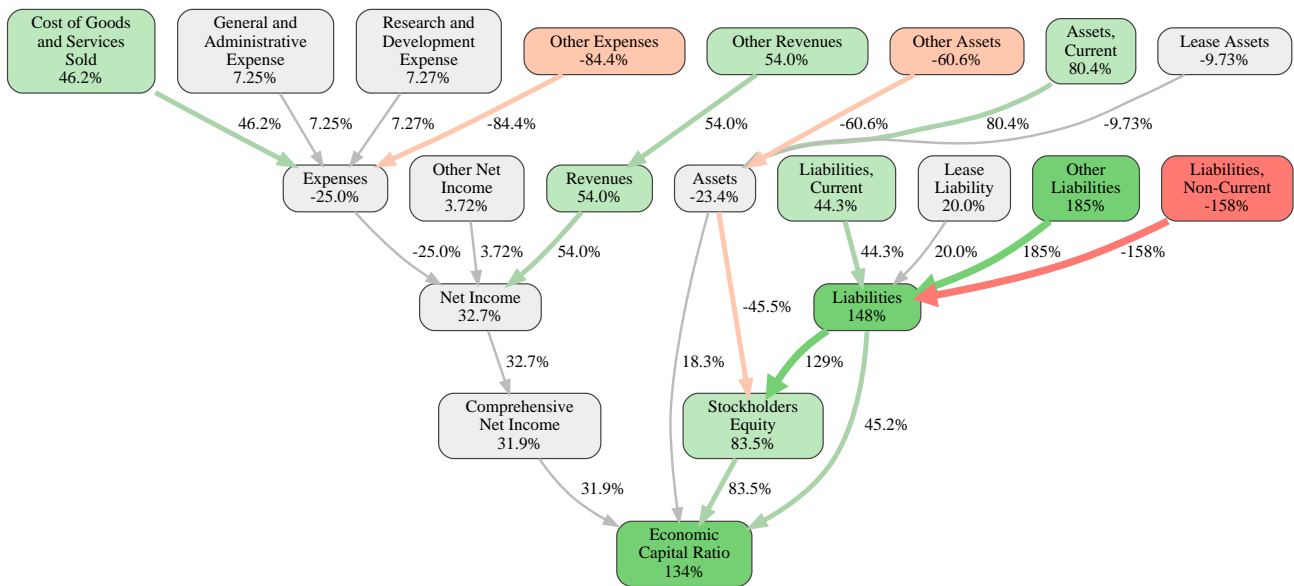 Cost of Goods
and Services
Sold
46.2%
General and
Administrative
Expense
7.25%
Research and
Development
Expense
7.27%
Other Expenses
-84.4%
Other Revenues
54.0%
Other Assets
-60.6%
Assets,
Current
80.4%
Lease Assets
-9.73%
46.2%
7.25%
7.27%
-84.4%
54.0%
-60.6%
80.4%
-9.73%
Expenses
-25.0%
Other Net
Income
3.72%
Revenues
54.0%
Assets
-23.4%
Liabilities,
Current
44.3%
Lease
Liability
20.0%
Other
Liabilities
185%
Liabilities,
Non-Current
-158%
-25.0%
3.72%
54.0%
44.3%
20.0%
185%
-158%
Net Income
32.7%
-45.5%
Liabilities
148%
32.7%
18.3%
129%
Comprehensive
Net Income
31.9%
Stockholders
Equity
83.5%
45.2%
31.9%
83.5%
Economic
Capital Ratio
134%